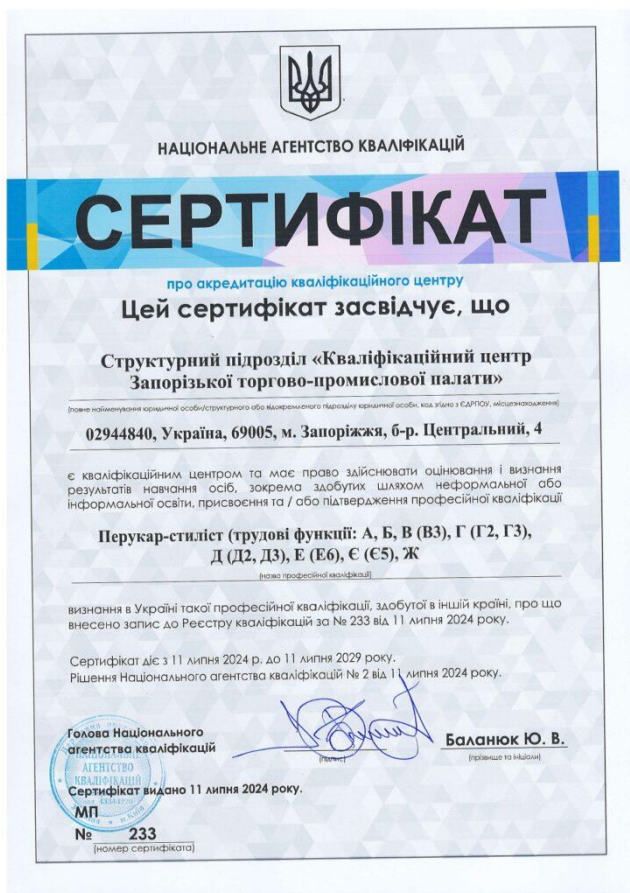 НАЦІОНАЛЬНЕ АГЕНТСТВО КВАЛІФІКАЦІЙ
СЕРТИФІКАТ
про акредитацію кваліфікаційного центру
Цей сертифікат засвідчує, що
Структурний підрозділ «Кваліфікаційний центр
Запорізької торгово-промислової палати»
(повне найменування юридичної особи/структурного або відокремленого підрозділу юридичної особи, код згідно з ЄДРПОУ, місцезнаходження)
02944840, Україна, 69005, м. Запоріжжя, б-р. Центральний, 4
є кваліфікаційним центром та має право здійснювати оцінювання і визнання
результатів навчання осіб, зокрема здобутих шляхом неформальної або
інформальної освіти, присвоєння та / або підтвердження професійної кваліфікації
Перукар-стиліст (трудові функції: А, Б, В (В3), Г (Г2, Г3),
Д (Д2, Д3), Е (Е6), Є (Є5), Ж
(назва професійної кваліфікації)
визнання в Україні такої професійної кваліфікації, здобутої в іншій країні, про що
внесено запис до Реєстру кваліфікацій за № 233 від 11 липня 2024 року.
Сертифікат діє з 11 липня 2024 р. до 11 липня 2029 року.
Рішення Національного агентства кваліфікацій № 2 від 11 липня 2024 року.
Голова Національного
агентства кваліфікацій
(підпис)
Баланюк Ю. В.
(прізвище та ініціали)
НАЦІОНАЛЬНЕ
АГЕНТСТВО
КВАЛІФІКАЦІЙ
Сертифікат видано 11 липня 2024 року.
МП
№ 233
(номер сертифіката)